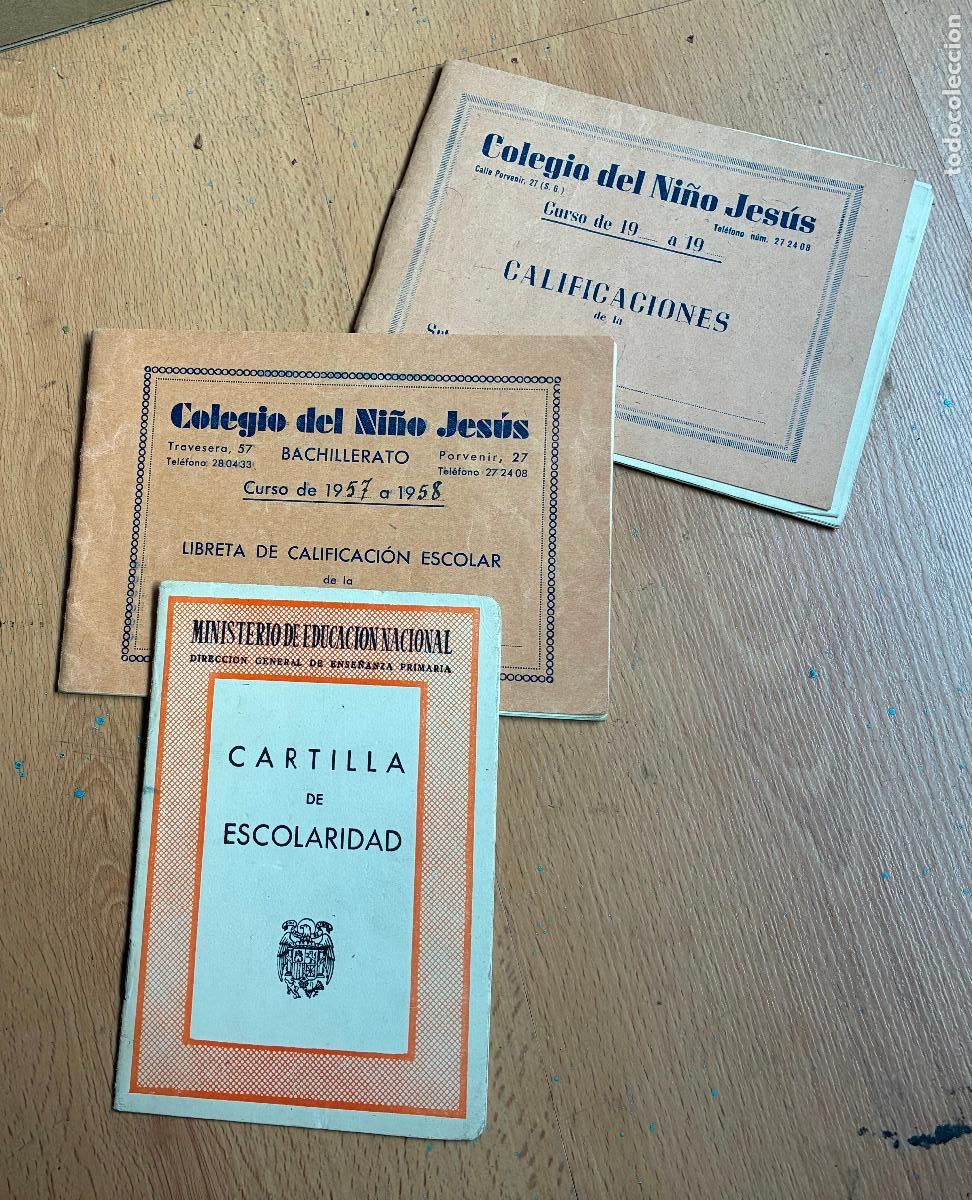 todocoleccion
Colegio del Niño Jesús
Calle Porvenir, 27 (S. G.)
Teléfono núm. 27 24 08
Curso de 19 a 19
CALIFICACIONES
de la
Colegio del Niño Jesús
Travesera, 57 BACHILLERATO Porvenir, 27
Teléfono 28 04 33 Teléfono 27 24 08
Curso de 1957 a 1958
LIBRETA DE CALIFICACIÓN ESCOLAR
de la
MINISTERIO DE EDUCACION NACIONAL
DIRECCION GENERAL DE ENSEÑANZA PRIMARIA
CARTILLA
DE
ESCOLARIDAD